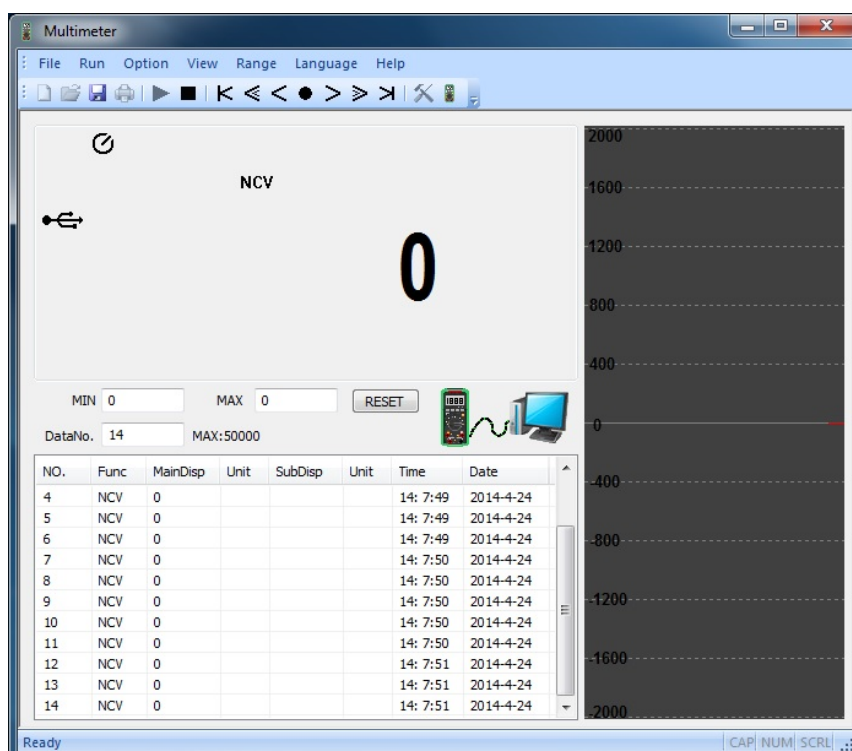 Multimeter
File Run Option View Range Language Help
NCV
0
MIN 0 MAX 0 RESET
DataNo. 14 MAX:50000
NO. Func MainDisp Unit SubDisp Unit Time Date
4 NCV 0 14: 7:49 2014-4-24
5 NCV 0 14: 7:49 2014-4-24
6 NCV 0 14: 7:49 2014-4-24
7 NCV 0 14: 7:50 2014-4-24
8 NCV 0 14: 7:50 2014-4-24
9 NCV 0 14: 7:50 2014-4-24
10 NCV 0 14: 7:50 2014-4-24
11 NCV 0 14: 7:50 2014-4-24
12 NCV 0 14: 7:51 2014-4-24
13 NCV 0 14: 7:51 2014-4-24
14 NCV 0 14: 7:51 2014-4-24
2000
1600
1200
800
400
0
-400
-800
-1200
-1600
-2000
Ready CAP NUM SCRL